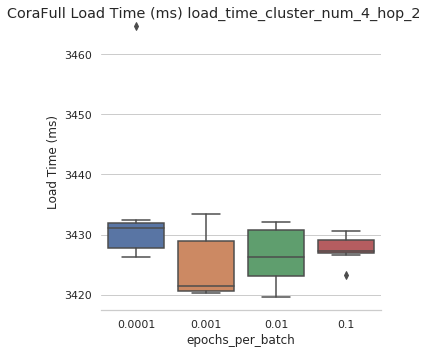 CoraFull Load Time (ms) load_time_cluster_num_4_hop_2
3460
3450
3440
3430
3420
Load Time (ms)
0.0001 0.001 0.01 0.1
epochs_per_batch